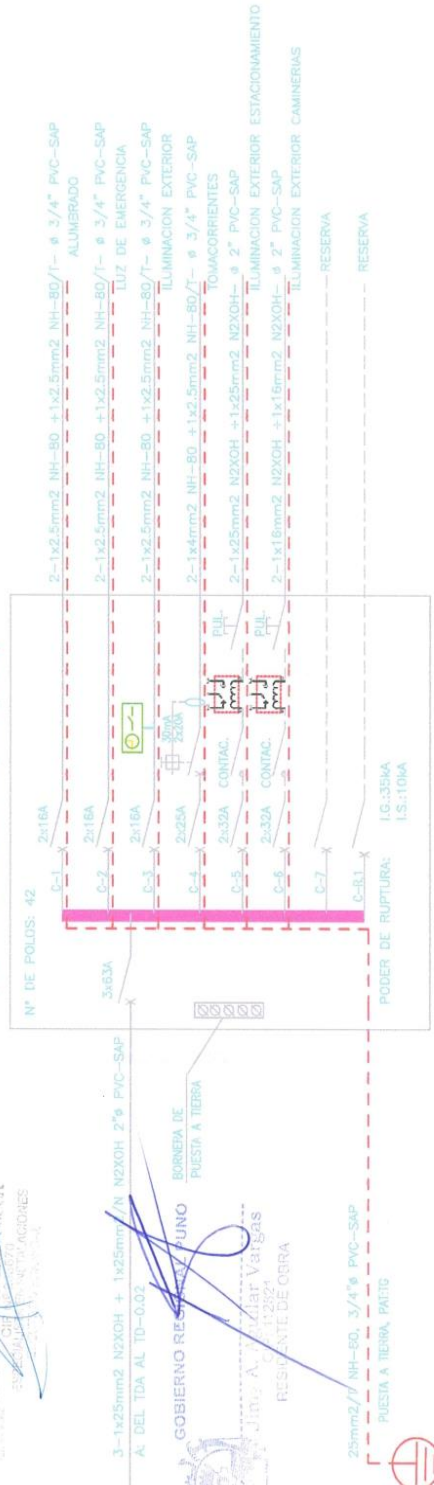 N° DE POLOS: 42
3-1x25mm2 N2XOH + 1x25mm2/N N2XOH 2"ø PVC-SAP
A: DEL TDA AL TD-0.02
3x63A
BORNERA DE
PUESTA A TIERRA
C-1
2x16A
2-1x2.5mm2 NH-80 +1x2.5mm2 NH-80/T- ø 3/4" PVC-SAP
ALUMBRADO
C-2
2x16A
2-1x2.5mm2 NH-80 +1x2.5mm2 NH-80/T- ø 3/4" PVC-SAP
LUZ DE EMERGENCIA
C-3
2x16A
2-1x2.5mm2 NH-80 +1x2.5mm2 NH-80/T- ø 3/4" PVC-SAP
ILUMINACION EXTERIOR
C-4
2x25A
30mA
2x20A
2-1x4mm2 NH-80 +1x2.5mm2 NH-80/T- ø 3/4" PVC-SAP
TOMACORRIENTES
C-5
2x32A
CONTAC.
PUL.
2-1x25mm2 N2XOH +1x25mm2 N2XOH- ø 2" PVC-SAP
ILUMINACION EXTERIOR ESTACIONAMIENTO
C-6
2x32A
CONTAC.
PUL.
2-1x16mm2 N2XOH +1x16mm2 N2XOH- ø 2" PVC-SAP
ILUMINACION EXTERIOR CAMINERIAS
C-7
RESERVA
C-R1
RESERVA
PODER DE RUPTURA:
I.G.:35kA
I.S.:10kA
GOBIERNO REGIONAL PUNO
Vargas
RESIDENTE DE OBRA
25mm2/T NH-80, 3/4"ø PVC-SAP
PUESTA A TIERRA, PAT:TG